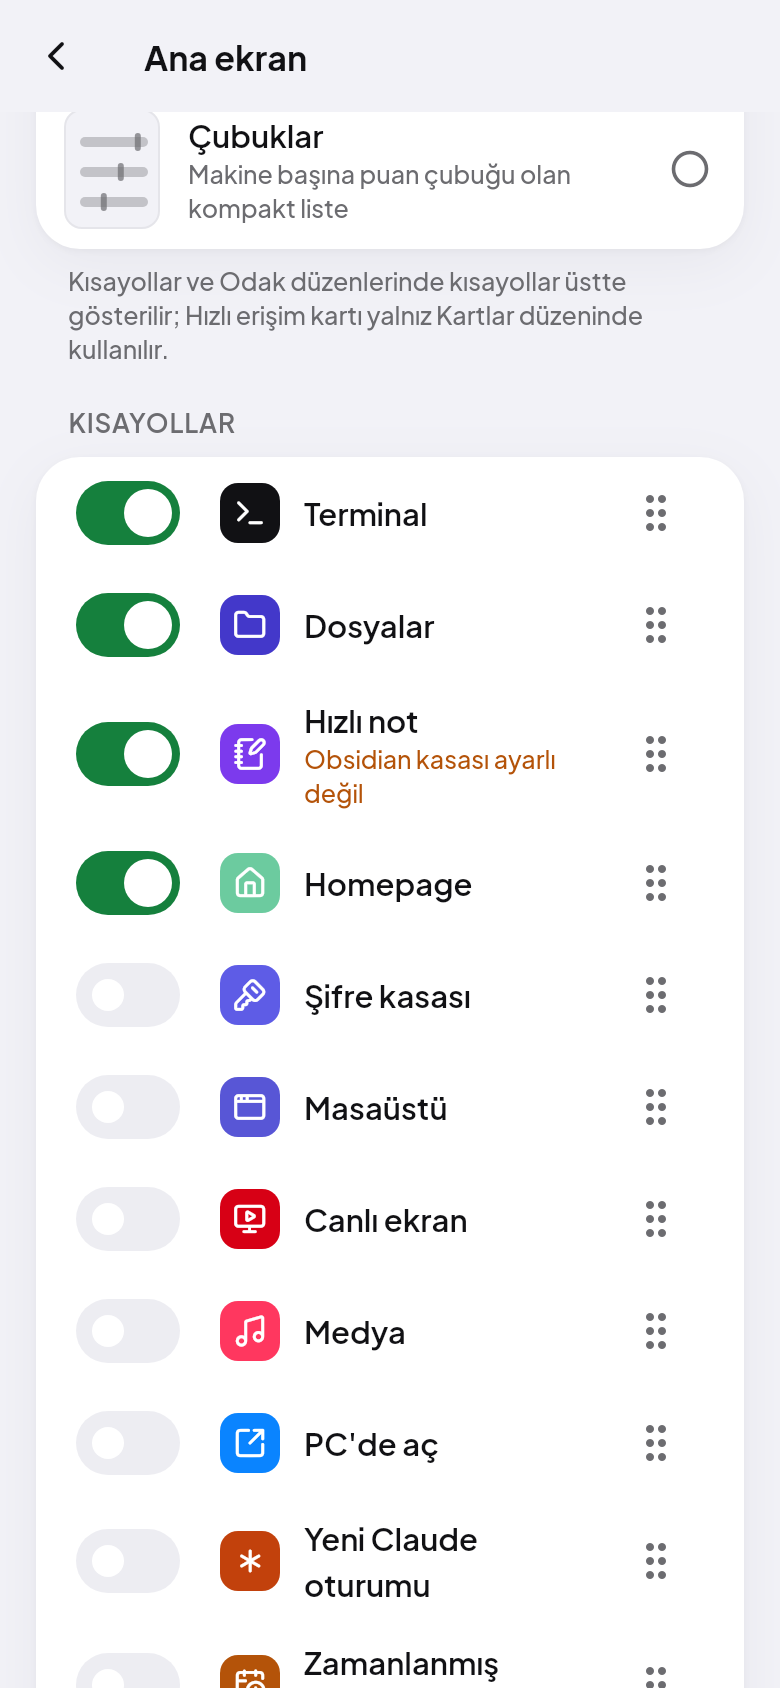 Ana ekran
Çubuklar
Makine başına puan çubuğu olan
kompakt liste
Kısayollar ve Odak düzenlerinde kısayollar üstte
gösterilir; Hızlı erişim kartı yalnız Kartlar düzeninde
kullanılır.
KISAYOLLAR
Terminal
Dosyalar
Hızlı not
Obsidian kasası ayarlı
değil
Homepage
Şifre kasası
Masaüstü
Canlı ekran
Medya
PC'de aç
Yeni Claude
oturumu
Zamanlanmış